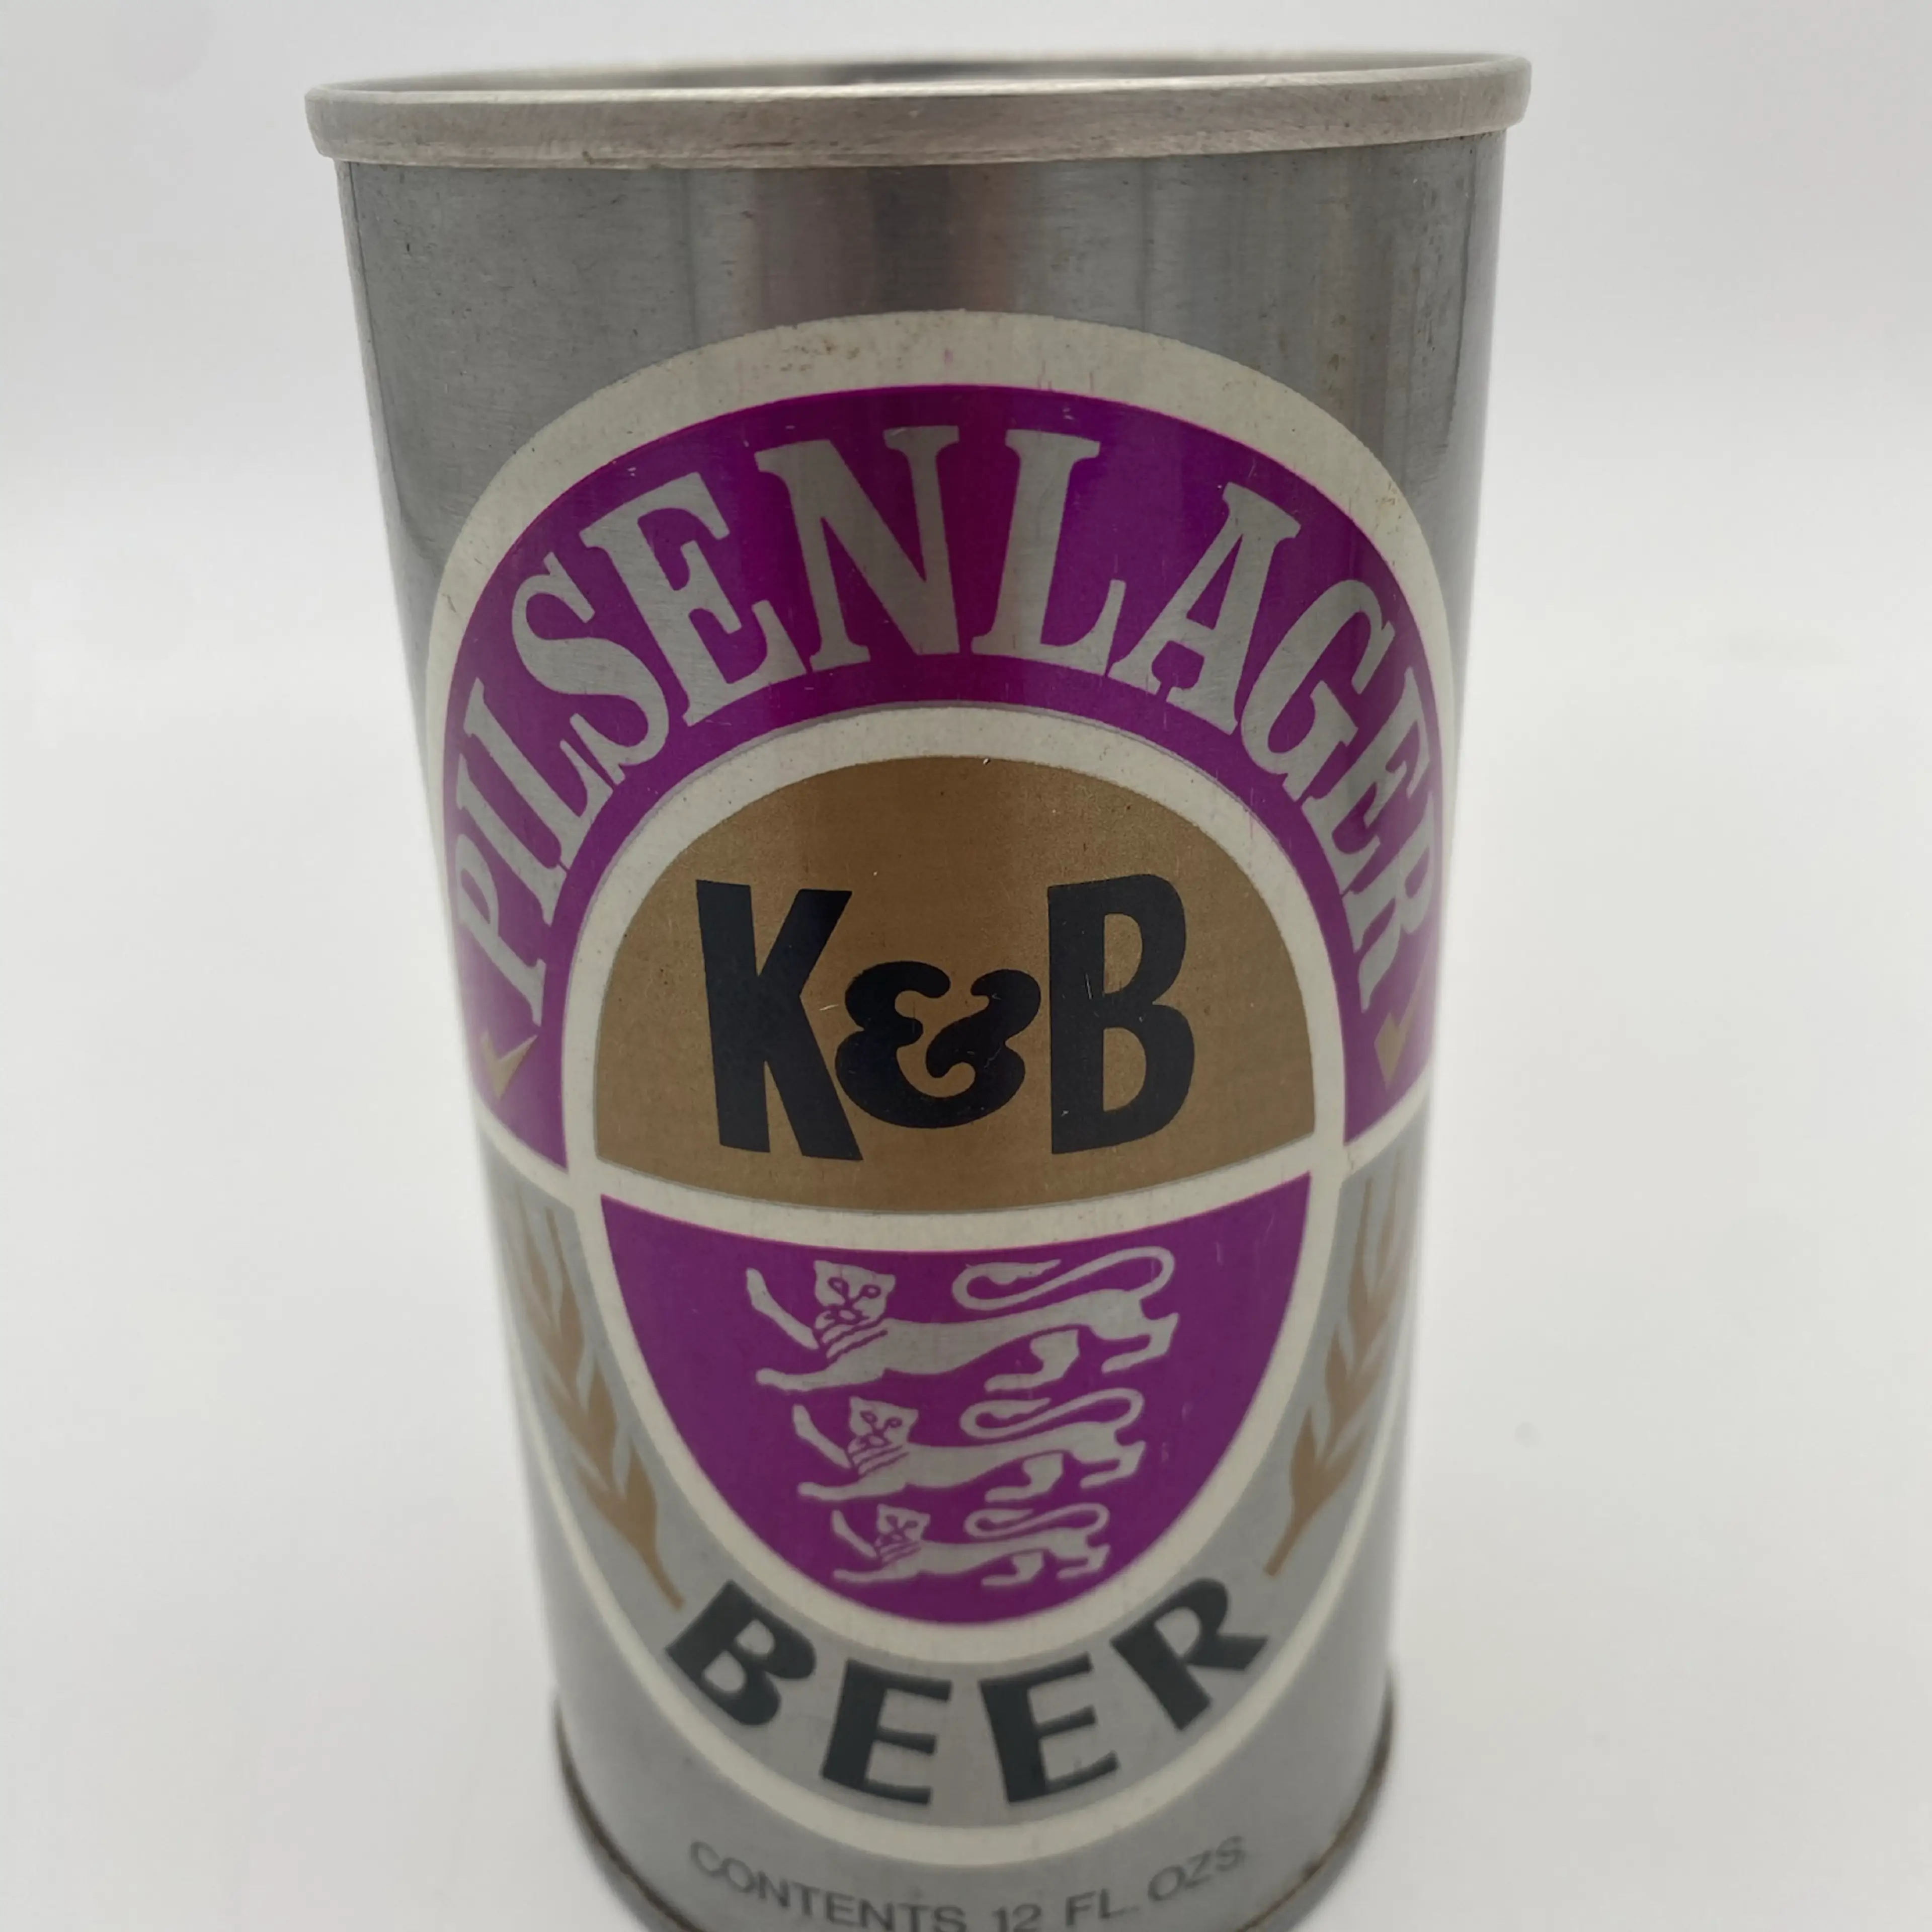 PILSENLAGER
K&B
BEER
CONTENTS 12 FL. OZS.